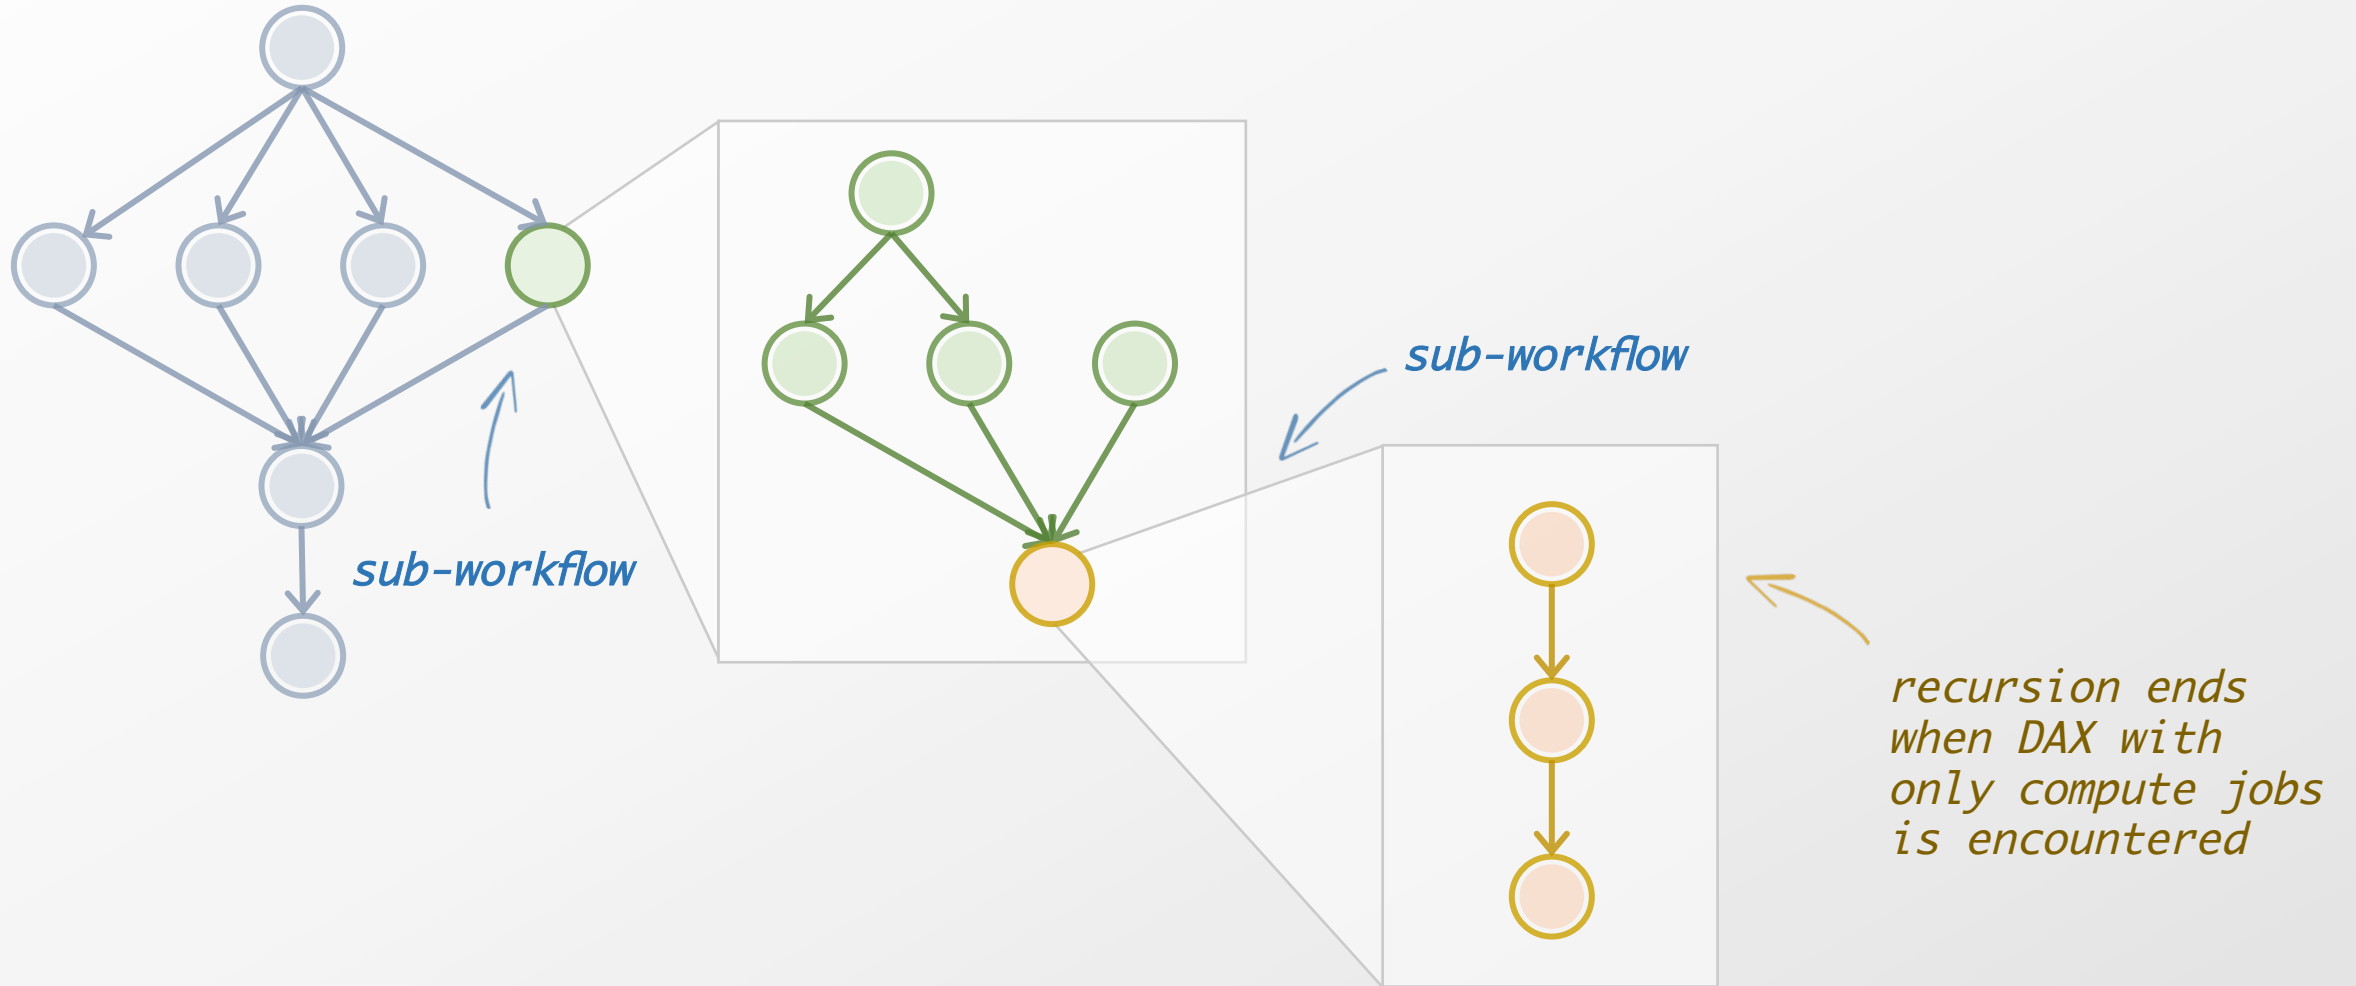 sub-workflow
sub-workflow
recursion ends
when DAX with
only compute jobs
is encountered